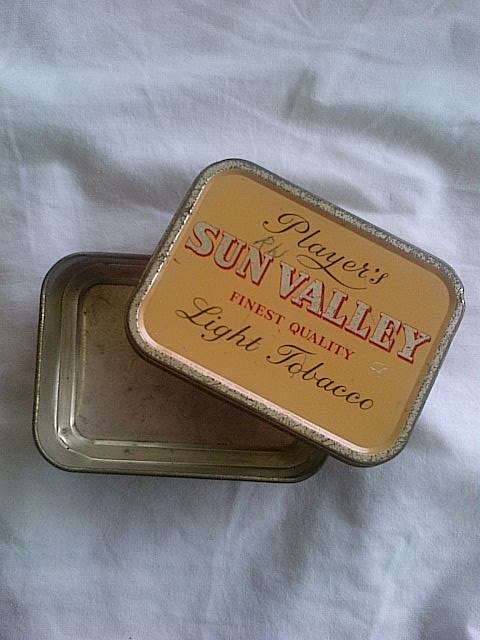 Player's
SUN VALLEY
FINEST QUALITY
Light Tobacco